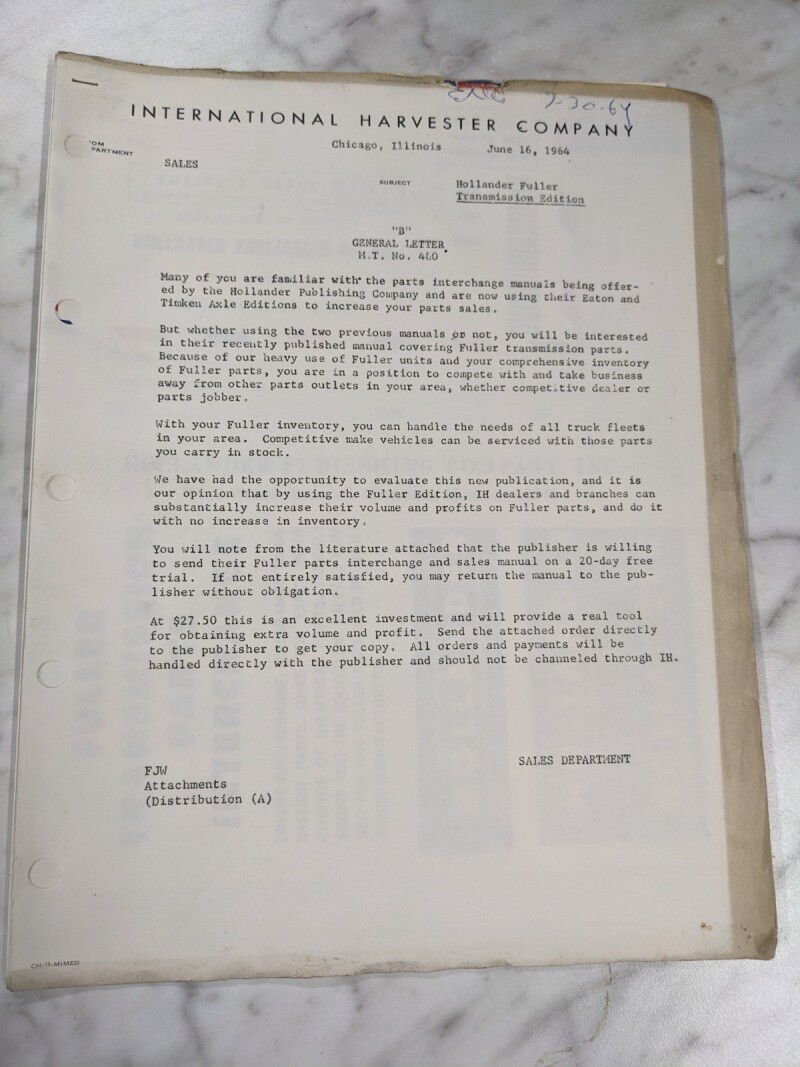 7-30-64
INTERNATIONAL HARVESTER COMPANY
Chicago, Illinois June 16, 1964
OM
PARTMENT
SALES
SUBJECT Hollander Fuller
Transmission Edition
"B"
GENERAL LETTER
M.T. No. 460
Many of you are familiar with the parts interchange manuals being offer-
ed by the Hollander Publishing Company and are now using their Eaton and
Timken Axle Editions to increase your parts sales.
But whether using the two previous manuals or not, you will be interested
in their recently published manual covering Fuller transmission parts.
Because of our heavy use of Fuller units and your comprehensive inventory
of Fuller parts, you are in a position to compete with and take business
away from other parts outlets in your area, whether competitive dealer or
parts jobber.
With your Fuller inventory, you can handle the needs of all truck fleets
in your area. Competitive make vehicles can be serviced with those parts
you carry in stock.
We have had the opportunity to evaluate this new publication, and it is
our opinion that by using the Fuller Edition, IH dealers and branches can
substantially increase their volume and profits on Fuller parts, and do it
with no increase in inventory.
You will note from the literature attached that the publisher is willing
to send their Fuller parts interchange and sales manual on a 20-day free
trial. If not entirely satisfied, you may return the manual to the pub-
lisher without obligation.
At $27.50 this is an excellent investment and will provide a real tool
for obtaining extra volume and profit. Send the attached order directly
to the publisher to get your copy. All orders and payments will be
handled directly with the publisher and should not be channeled through IH.
SALES DEPARTMENT
FJW
Attachments
(Distribution (A)
CH-15-MIMEO